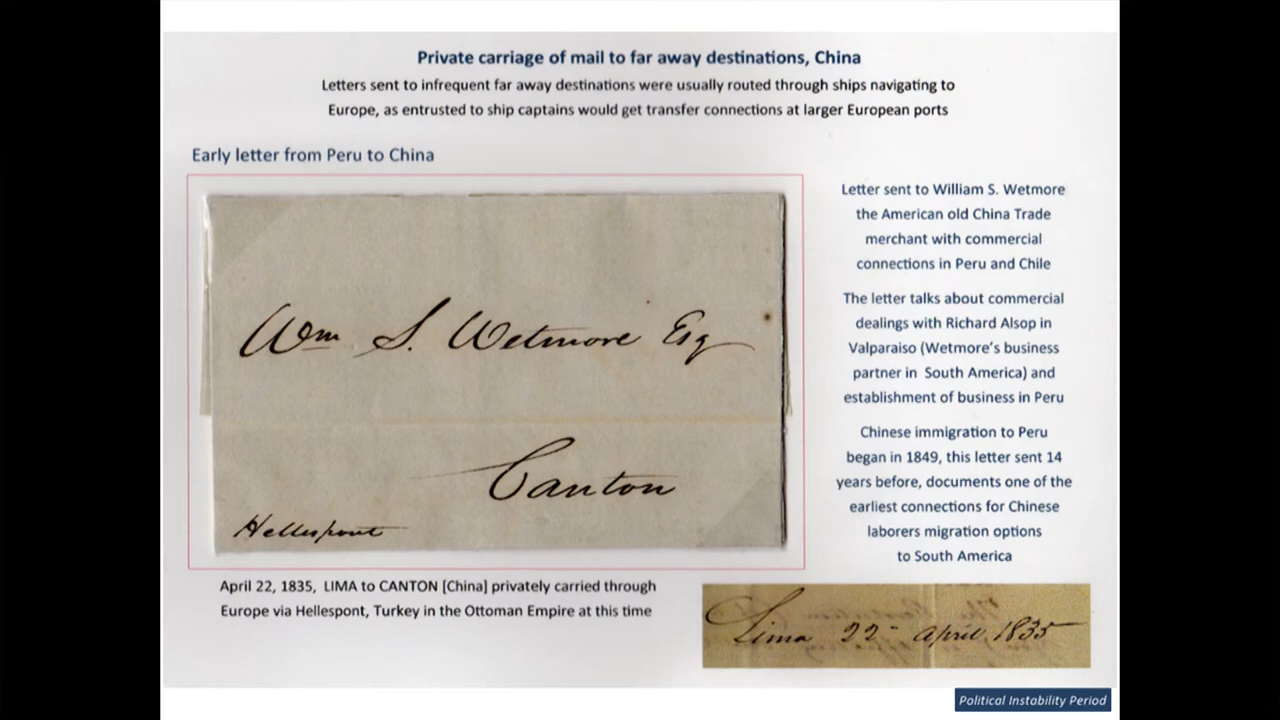 Private carriage of mail to far away destinations, China
Letters sent to infrequent far away destinations were usually routed through ships navigating to
Europe, as entrusted to ship captains would get transfer connections at larger European ports
Early letter from Peru to China
Wm S. Wetmore Esq
Canton
Hellespont
Letter sent to William S. Wetmore
the American old China Trade
merchant with commercial
connections in Peru and Chile
The letter talks about commercial
dealings with Richard Alsop in
Valparaiso (Wetmore's business
partner in South America) and
establishment of business in Peru
Chinese immigration to Peru
began in 1849, this letter sent 14
years before, documents one of the
earliest connections for Chinese
laborers migration options
to South America
April 22, 1835, LIMA to CANTON [China] privately carried through
Europe via Hellespont, Turkey in the Ottoman Empire at this time
Lima 22 April 1835
Political Instability Period